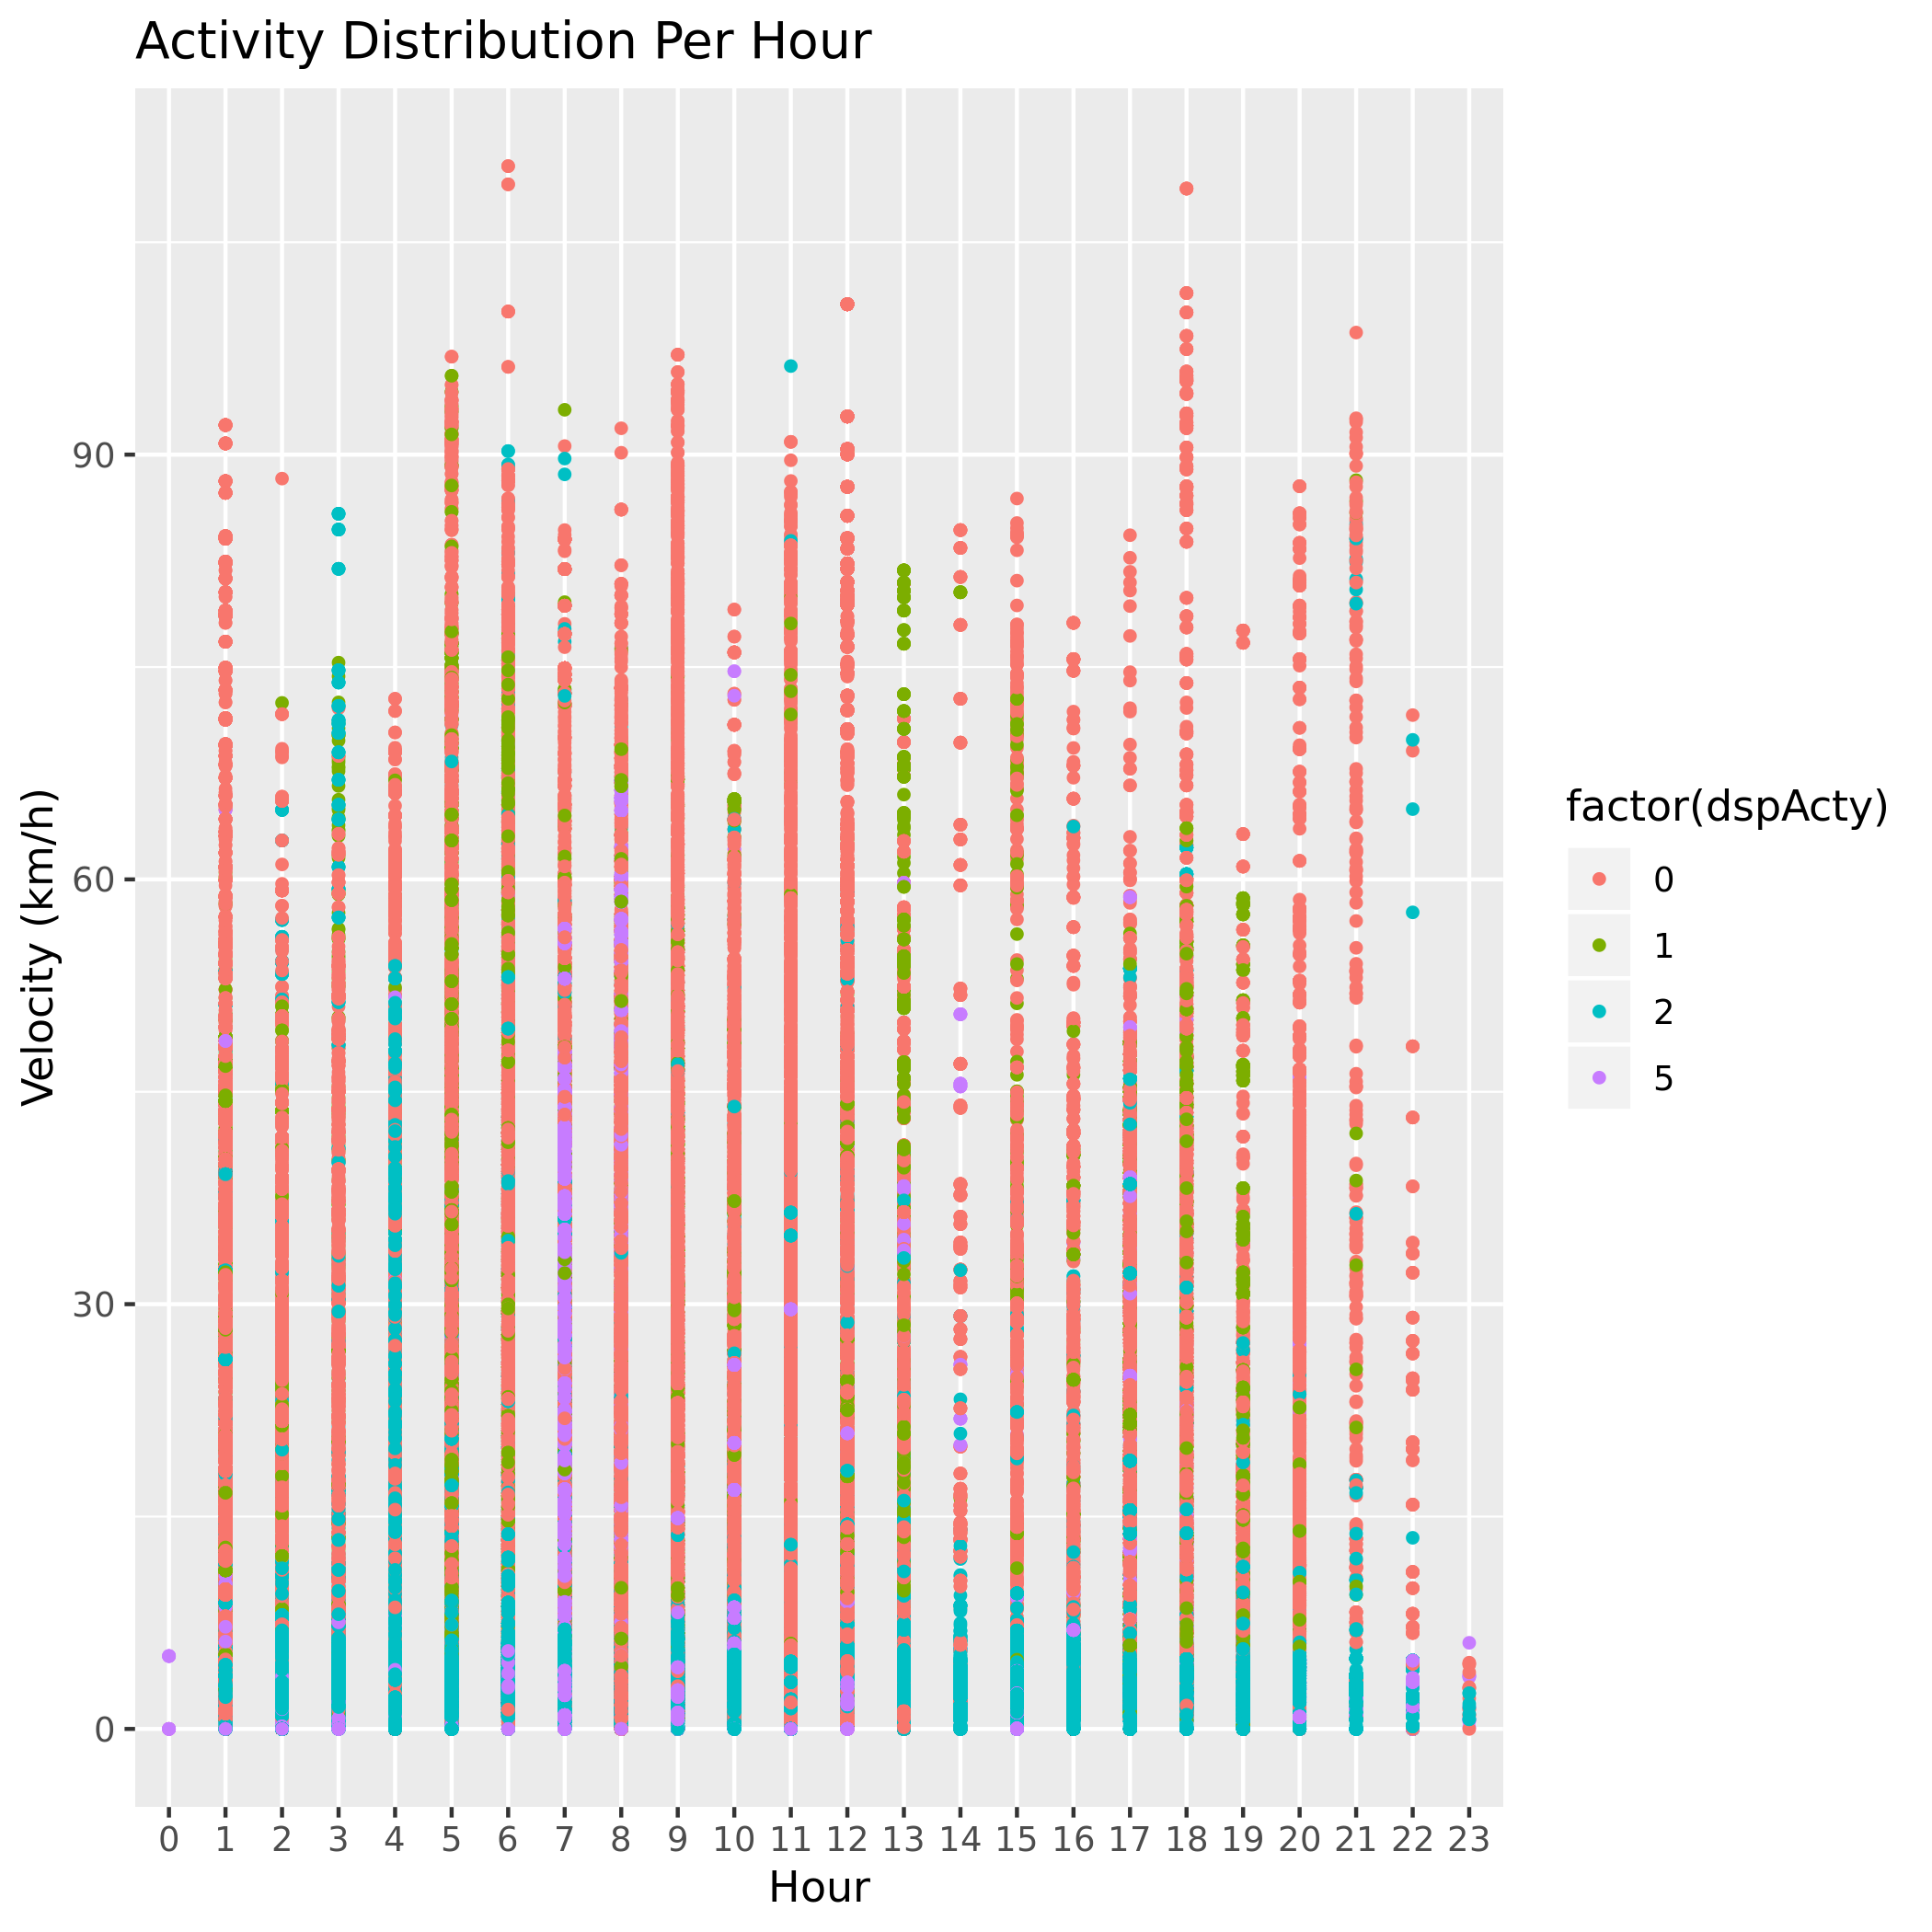 Activity Distribution Per Hour
Velocity (km/h)
90
60
30
0
0 1 2 3 4 5 6 7 8 9 10 11 12 13 14 15 16 17 18 19 20 21 22 23
Hour
factor(dspActy)
0
1
2
5